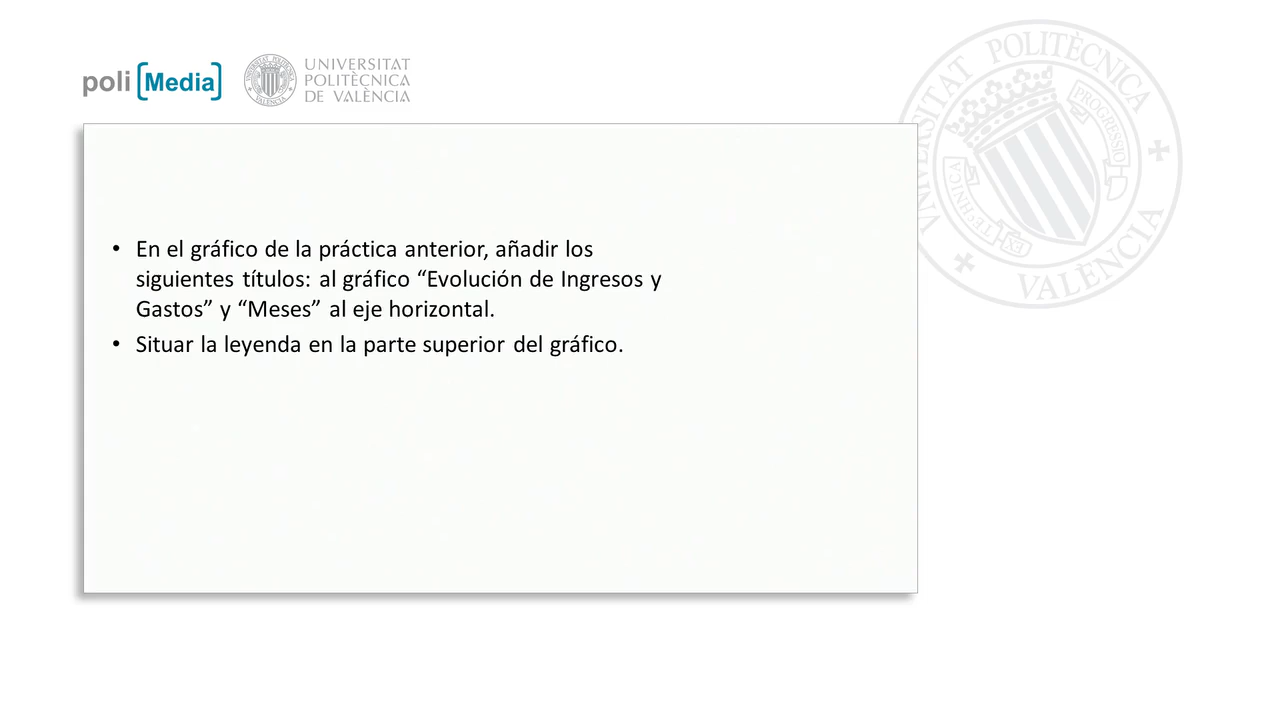 poli [Media]
UNIVERSITAT
POLITÈCNICA
DE VALÈNCIA
UNIVERSITAT POLITÈCNICA
VALÈNCIA
PROGRESSIO
EX TEHNICA
• En el gráfico de la práctica anterior, añadir los
siguientes títulos: al gráfico “Evolución de Ingresos y
Gastos” y “Meses” al eje horizontal.
• Situar la leyenda en la parte superior del gráfico.